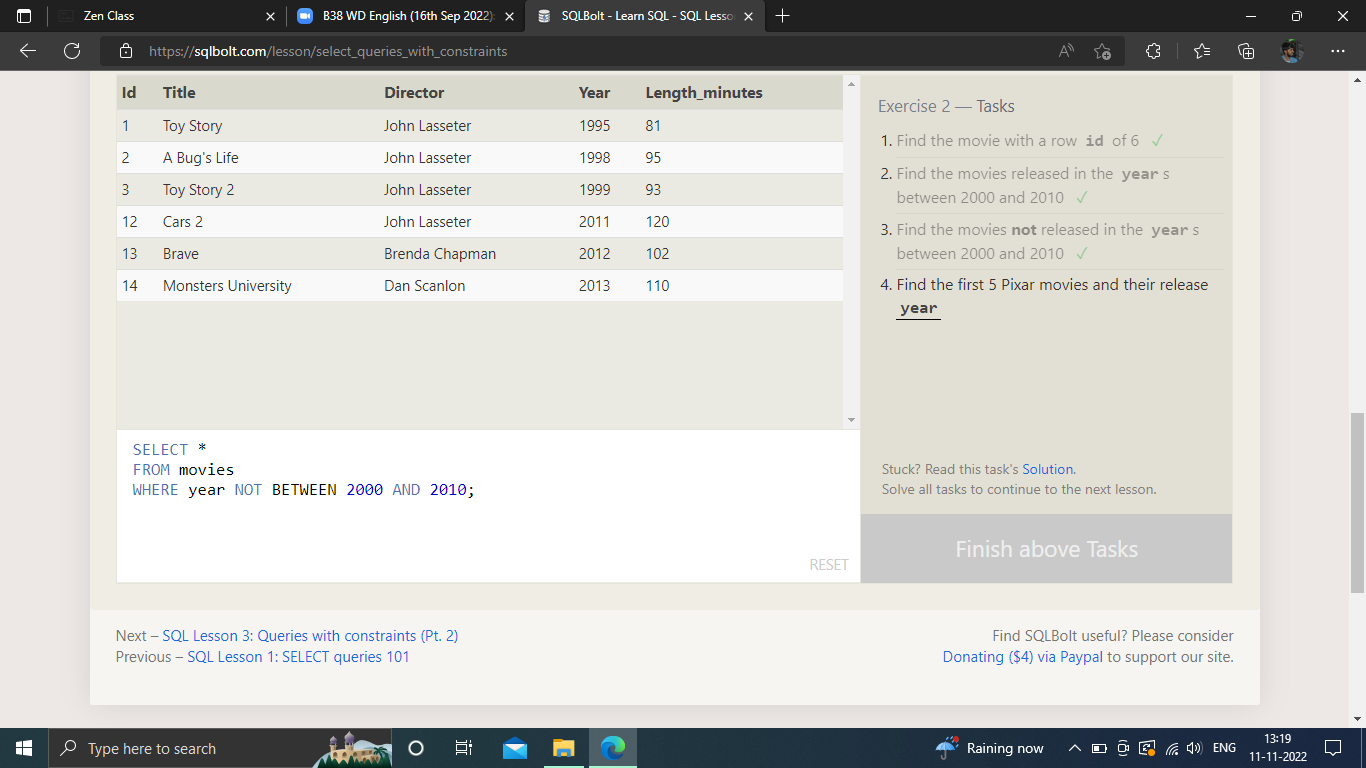 Zen Class
B38 WD English (16th Sep 2022):
SQLBolt - Learn SQL - SQL Lesso
https://sqlbolt.com/lesson/select_queries_with_constraints
Id Title Director Year Length_minutes
1 Toy Story John Lasseter 1995 81
2 A Bug's Life John Lasseter 1998 95
3 Toy Story 2 John Lasseter 1999 93
12 Cars 2 John Lasseter 2011 120
13 Brave Brenda Chapman 2012 102
14 Monsters University Dan Scanlon 2013 110
SELECT *
FROM movies
WHERE year NOT BETWEEN 2000 AND 2010;
RESET
Exercise 2 — Tasks
1. Find the movie with a row id of 6 ✓
2. Find the movies released in the year s
between 2000 and 2010 ✓
3. Find the movies not released in the year s
between 2000 and 2010 ✓
4. Find the first 5 Pixar movies and their release
year
Stuck? Read this task's Solution.
Solve all tasks to continue to the next lesson.
Finish above Tasks
Next – SQL Lesson 3: Queries with constraints (Pt. 2)
Previous – SQL Lesson 1: SELECT queries 101
Find SQLBolt useful? Please consider
Donating ($4) via Paypal to support our site.
Type here to search
Raining now
ENG
13:19
11-11-2022